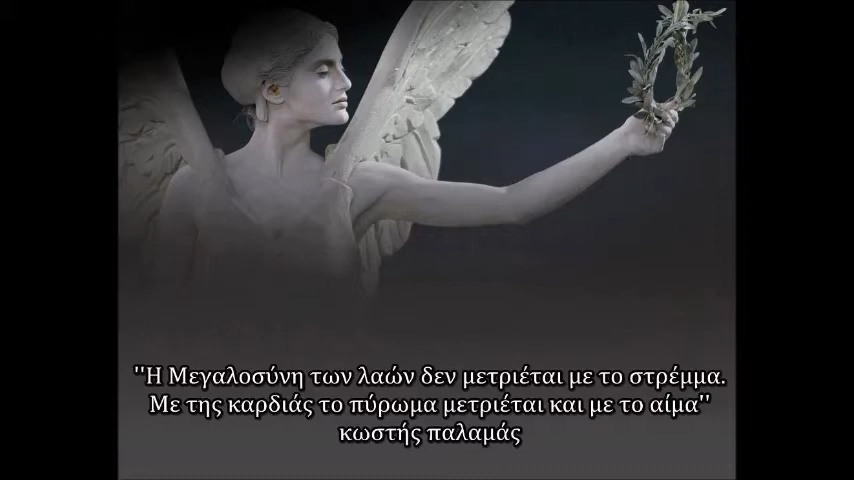 ''Η Μεγαλοσύνη των λαών δεν μετριέται με το στρέμμα.
Με της καρδιάς το πύρωμα μετριέται και με το αίμα''
κωστής παλαμάς